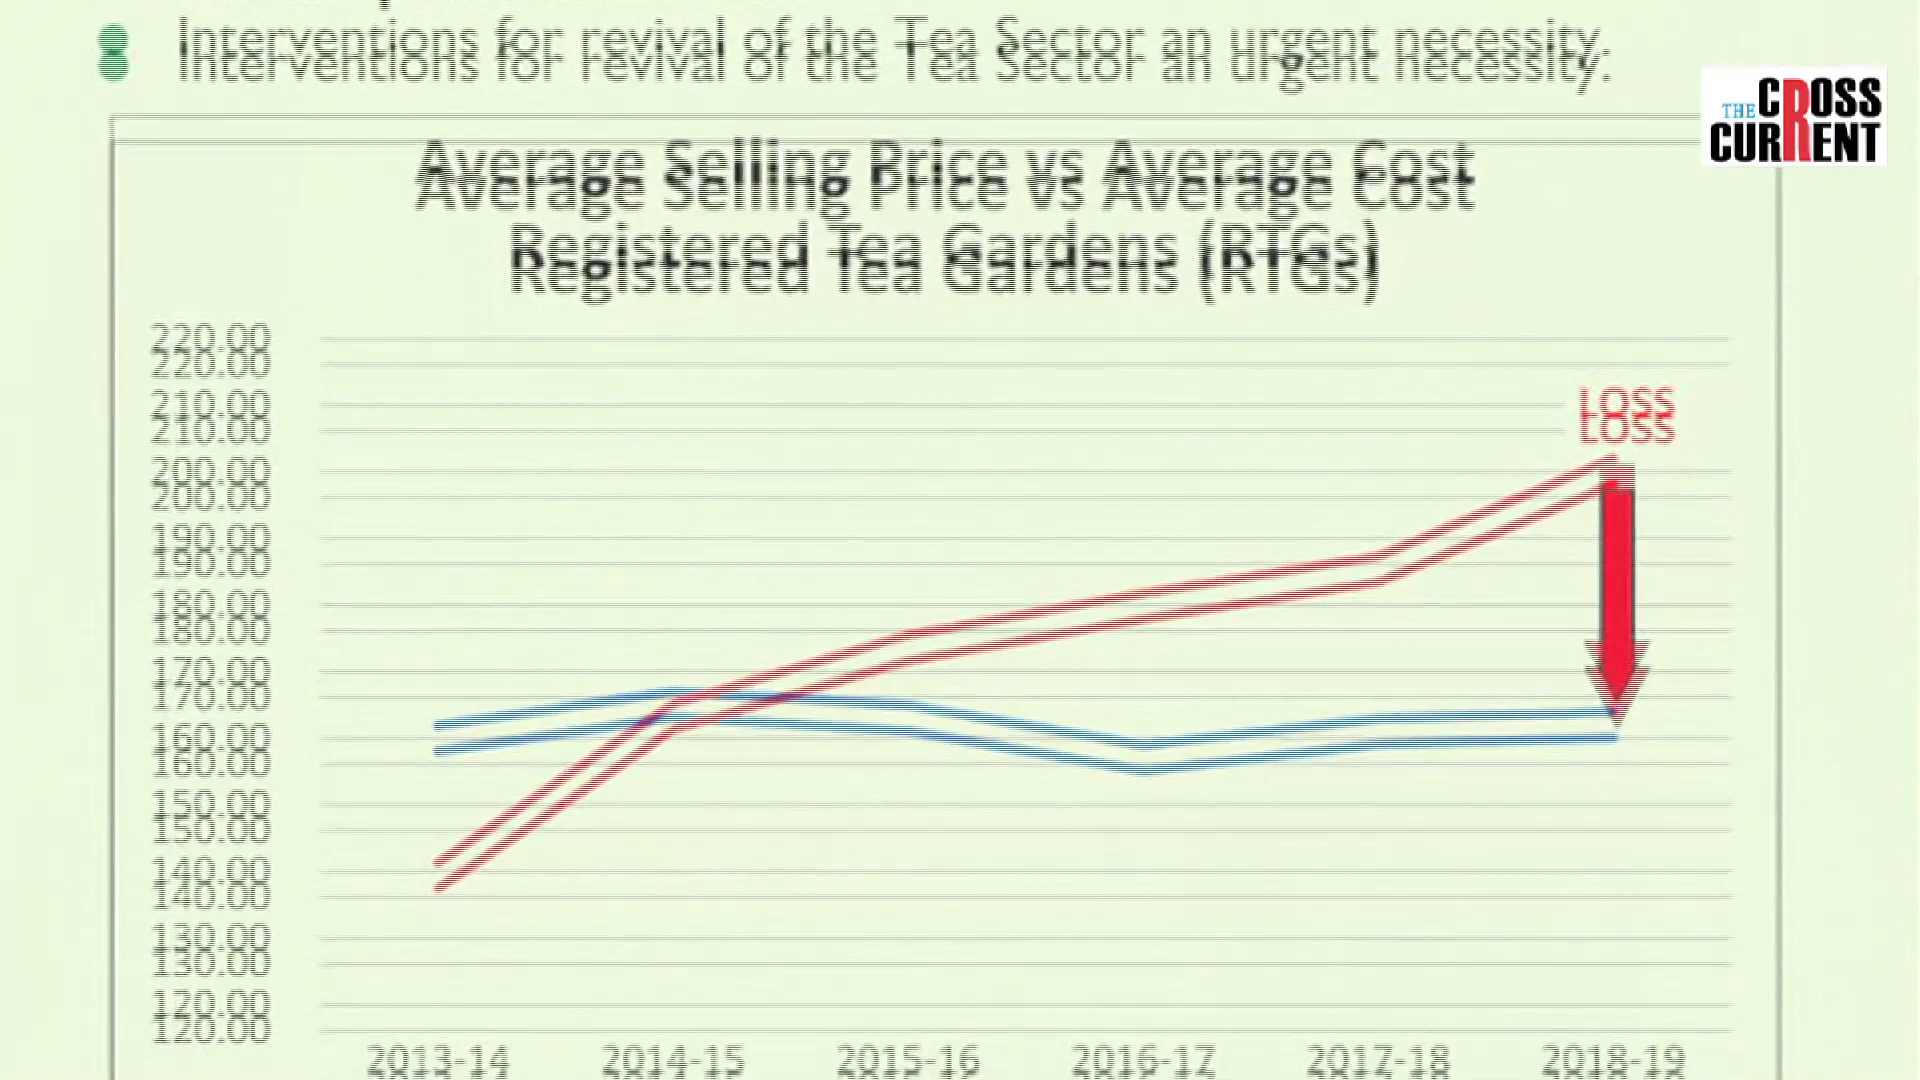 Interventions for revival of the Tea Sector an urgent necessity.
THE CROSS CURRENT
Average Selling Price vs Average Cost
Registered Tea Gardens (RTGs)
220.00
210.00
LOSS
200.00
190.00
180.00
170.00
160.00
150.00
140.00
130.00
120.00
2013-14 2014-15 2015-16 2016-17 2017-18 2018-19